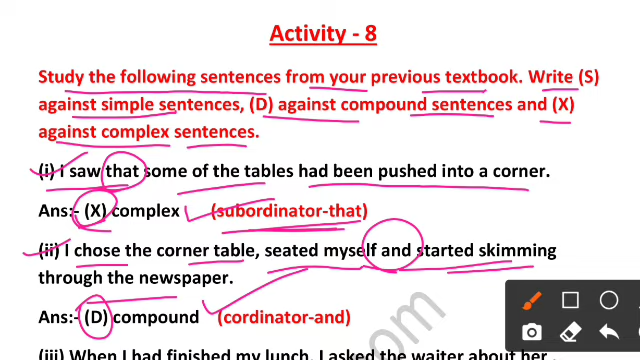 Activity - 8
Study the following sentences from your previous textbook. Write (S)
against simple sentences, (D) against compound sentences and (X)
against complex sentences.
(i) I saw that some of the tables had been pushed into a corner.
Ans:- (X) complex (subordinator-that)
(ii) I chose the corner table, seated myself and started skimming
through the newspaper.
Ans:- (D) compound (cordinator-and)
om
(iii) When I had finished my lunch, I asked the waiter about her